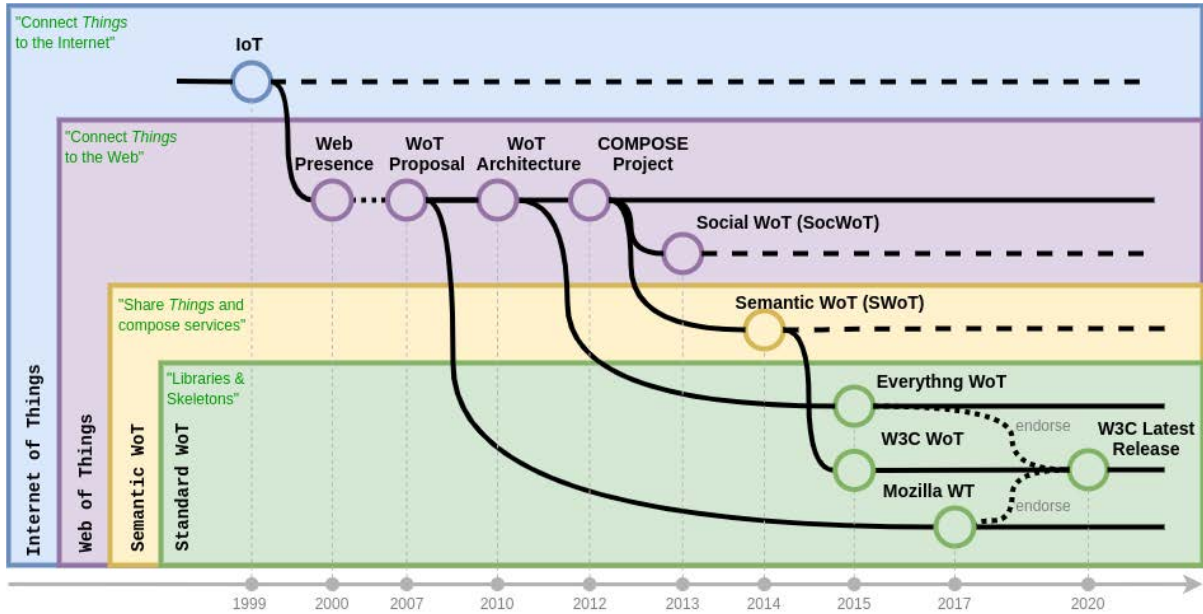 "Connect Things
to the Internet"
IoT
"Connect Things
to the Web"
Web
Presence
WoT
Proposal
WoT
Architecture
COMPOSE
Project
Social WoT (SocWoT)
"Share Things and
compose services"
Semantic WoT (SWoT)
"Libraries &
Skeletons"
Everythng WoT
endorse
W3C WoT
W3C Latest
Release
Mozilla WT
endorse
Internet of Things
Web of Things
Semantic WoT
Standard WoT
1999 2000 2007 2010 2012 2013 2014 2015 2017 2020